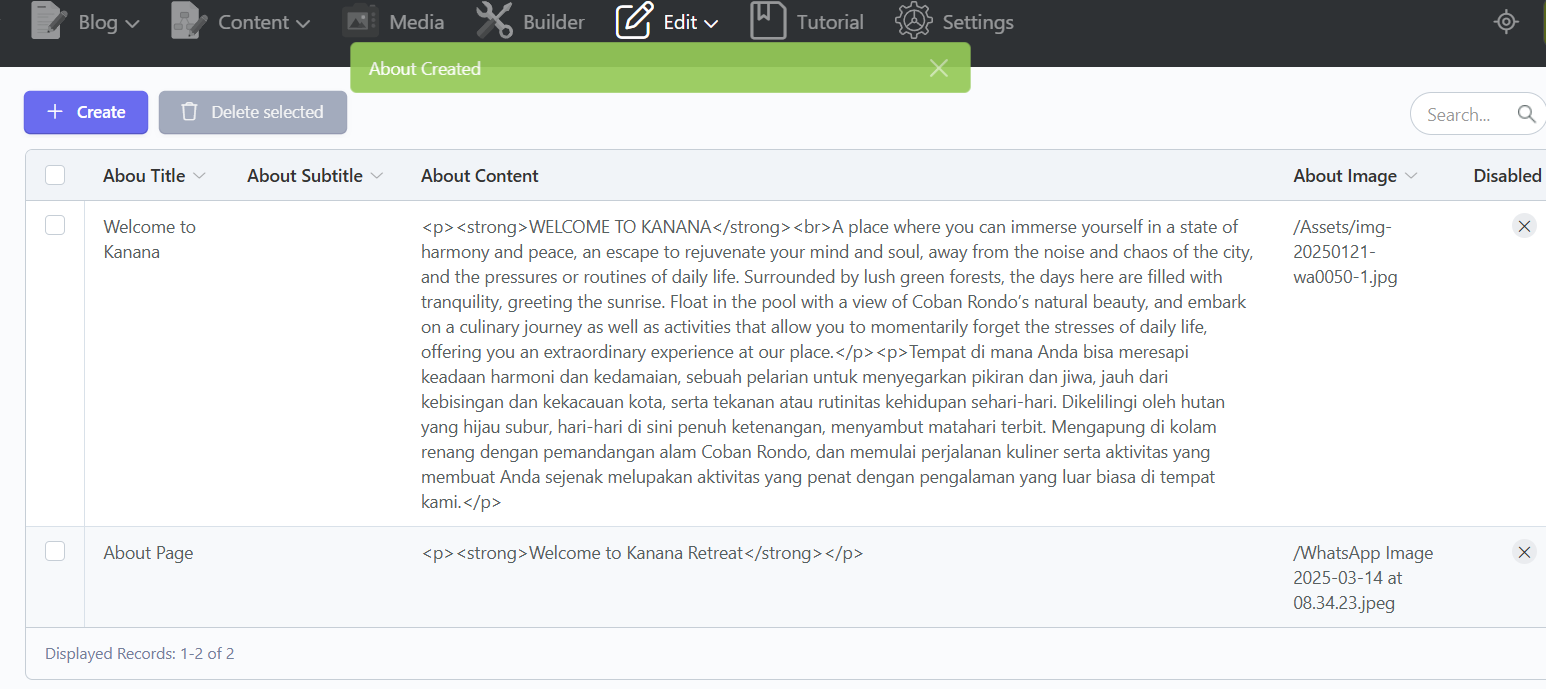 Blog Content Media Builder Edit Tutorial Settings
About Created
Create Delete selected Search...
Abou Title About Subtitle About Content About Image Disabled
Welcome to
Kanana
<p><strong>WELCOME TO KANANA</strong><br>A place where you can immerse yourself in a state of
harmony and peace, an escape to rejuvenate your mind and soul, away from the noise and chaos of the city,
and the pressures or routines of daily life. Surrounded by lush green forests, the days here are filled with
tranquility, greeting the sunrise. Float in the pool with a view of Coban Rondo’s natural beauty, and embark
on a culinary journey as well as activities that allow you to momentarily forget the stresses of daily life,
offering you an extraordinary experience at our place.</p><p>Tempat di mana Anda bisa meresapi
keadaan harmoni dan kedamaian, sebuah pelarian untuk menyegarkan pikiran dan jiwa, jauh dari
kebisingan dan kekacauan kota, serta tekanan atau rutinitas kehidupan sehari-hari. Dikelilingi oleh hutan
yang hijau subur, hari-hari di sini penuh ketenangan, menyambut matahari terbit. Mengapung di kolam
renang dengan pemandangan alam Coban Rondo, dan memulai perjalanan kuliner serta aktivitas yang
membuat Anda sejenak melupakan aktivitas yang penat dengan pengalaman yang luar biasa di tempat
kami.</p>
/Assets/img-
20250121-
wa0050-1.jpg
About Page
<p><strong>Welcome to Kanana Retreat</strong></p>
/WhatsApp Image
2025-03-14 at
08.34.23.jpeg
Displayed Records: 1-2 of 2